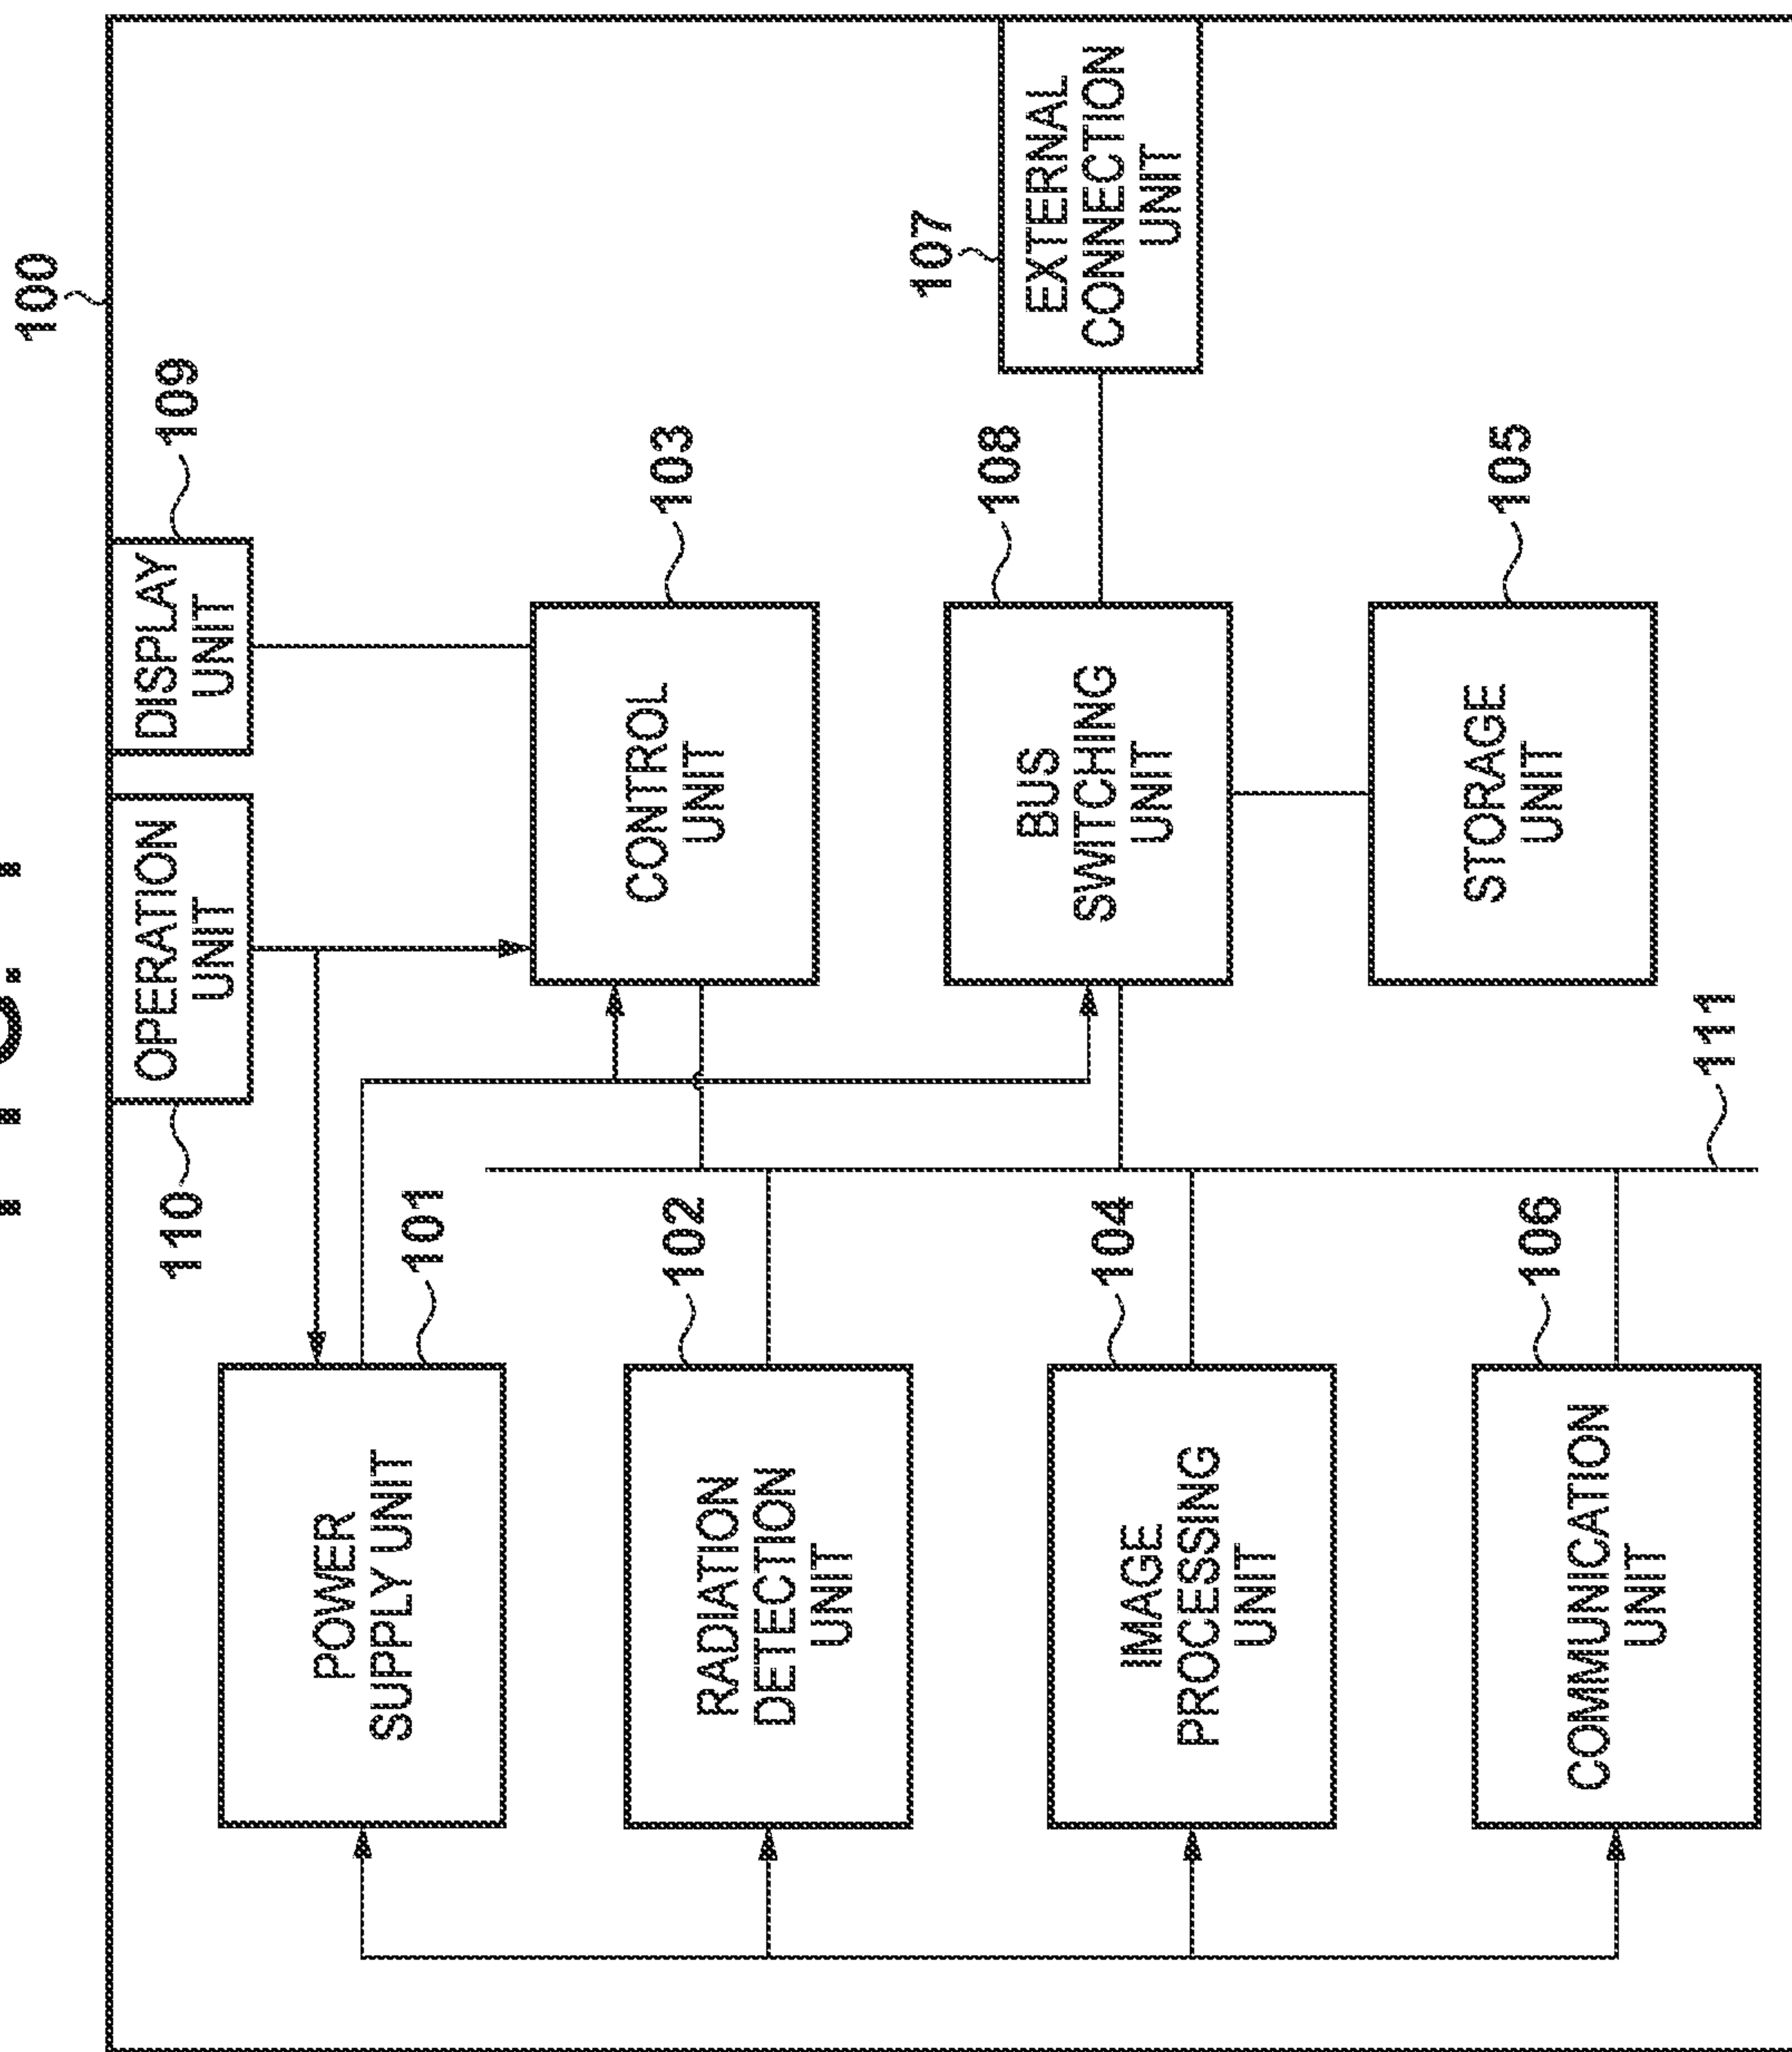 100
110
OPERATION
UNIT
DISPLAY
UNIT
109
101
POWER
SUPPLY UNIT
103
CONTROL
UNIT
102
RADIATION
DETECTION
UNIT
107
EXTERNAL
CONNECTION
UNIT
108
BUS
SWITCHING
UNIT
104
IMAGE
PROCESSING
UNIT
105
STORAGE
UNIT
106
COMMUNICATION
UNIT
111